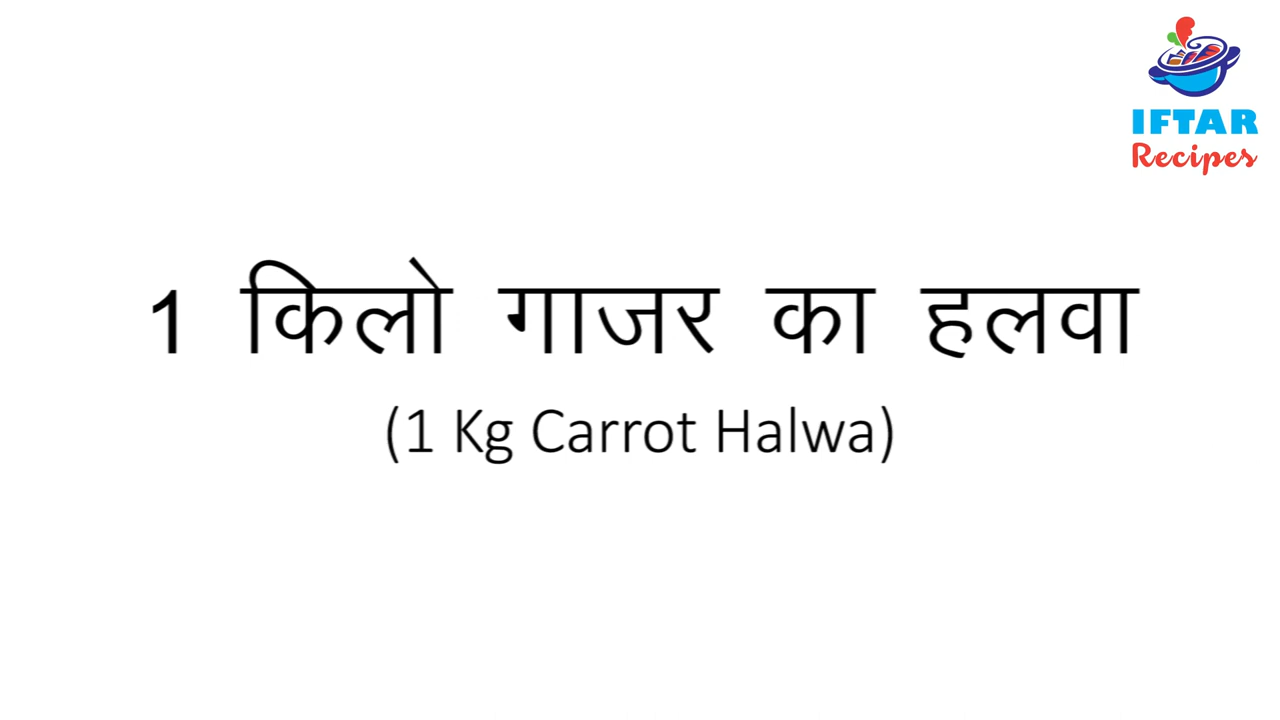 IFTAR
Recipes
1 किलो गाजर का हलवा
(1 Kg Carrot Halwa)